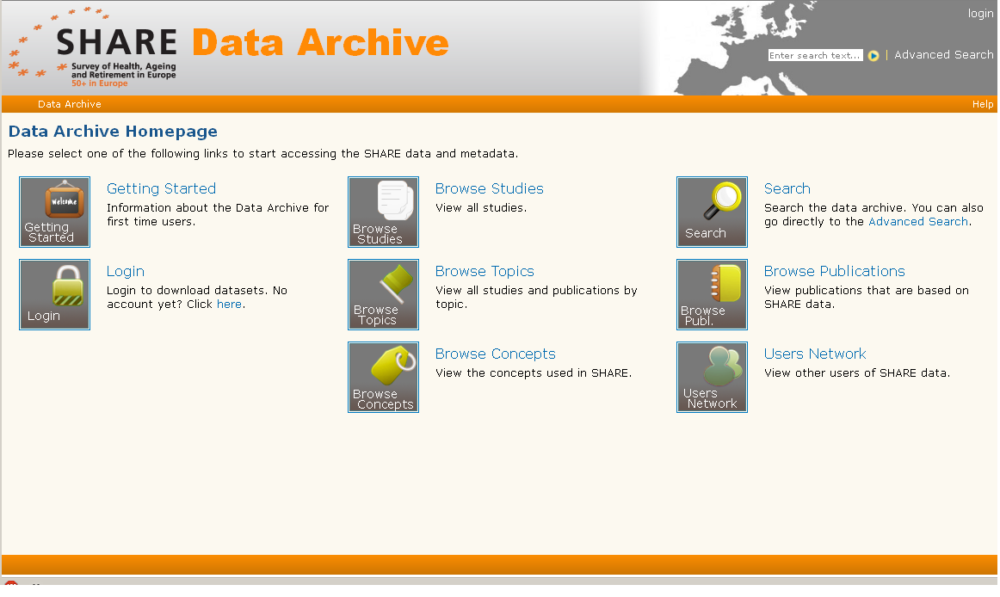 login
SHARE Data Archive
Survey of Health, Ageing
and Retirement in Europe
50+ in Europe
Enter search text...
| Advanced Search
Data Archive
Help
Data Archive Homepage
Please select one of the following links to start accessing the SHARE data and metadata.
welcome
Getting
Started
Getting Started
Information about the Data Archive for
first time users.
Browse
Studies
Browse Studies
View all studies.
Search
Search
Search the data archive. You can also
go directly to the Advanced Search.
Login
Login
Login to download datasets. No
account yet? Click here.
Browse
Topics
Browse Topics
View all studies and publications by
topic.
Browse
Publ.
Browse Publications
View publications that are based on
SHARE data.
Browse
Concepts
Browse Concepts
View the concepts used in SHARE.
Users
Network
Users Network
View other users of SHARE data.